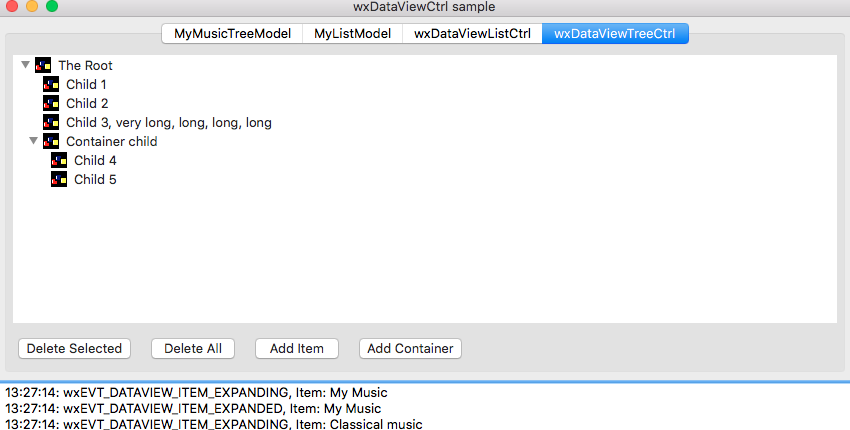 wxDataViewCtrl sample
MyMusicTreeModel MyListModel wxDataViewListCtrl wxDataViewTreeCtrl
The Root
Child 1
Child 2
Child 3, very long, long, long, long
Container child
Child 4
Child 5
Delete Selected Delete All Add Item Add Container
13:27:14: wxEVT_DATAVIEW_ITEM_EXPANDING, Item: My Music
13:27:14: wxEVT_DATAVIEW_ITEM_EXPANDED, Item: My Music
13:27:14: wxEVT_DATAVIEW_ITEM_EXPANDING, Item: Classical music